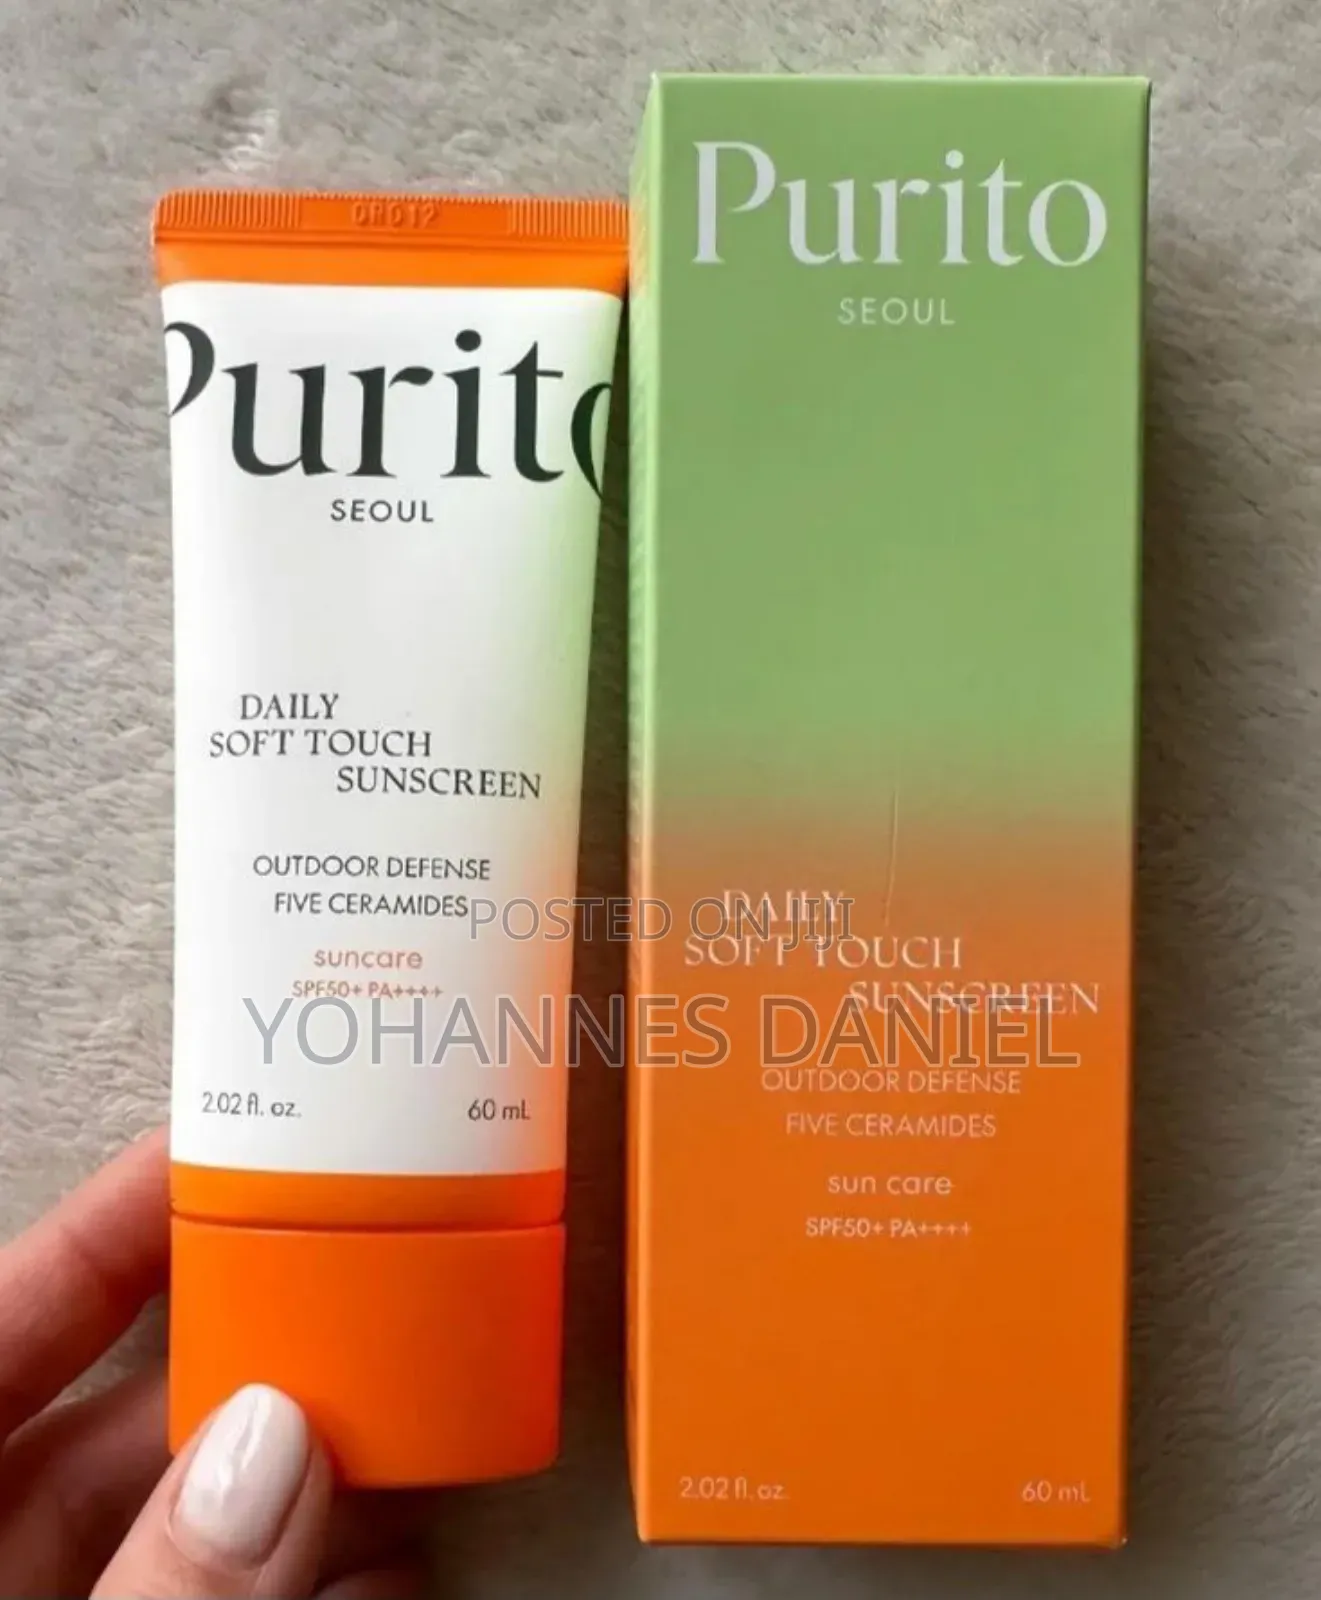 Purito
SEOUL
DAILY
SOFT TOUCH
SUNSCREEN
OUTDOOR DEFENSE
FIVE CERAMIDES
suncare
SPF50+ PA++++
2.02 fl. oz. 60 mL
Purito
SEOUL
DAILY
SOFT TOUCH
SUNSCREEN
OUTDOOR DEFENSE
FIVE CERAMIDES
sun care
SPF50+ PA++++
2.02 fl. oz. 60 mL
POSTED ON JIJI
YOHANNES DANIEL